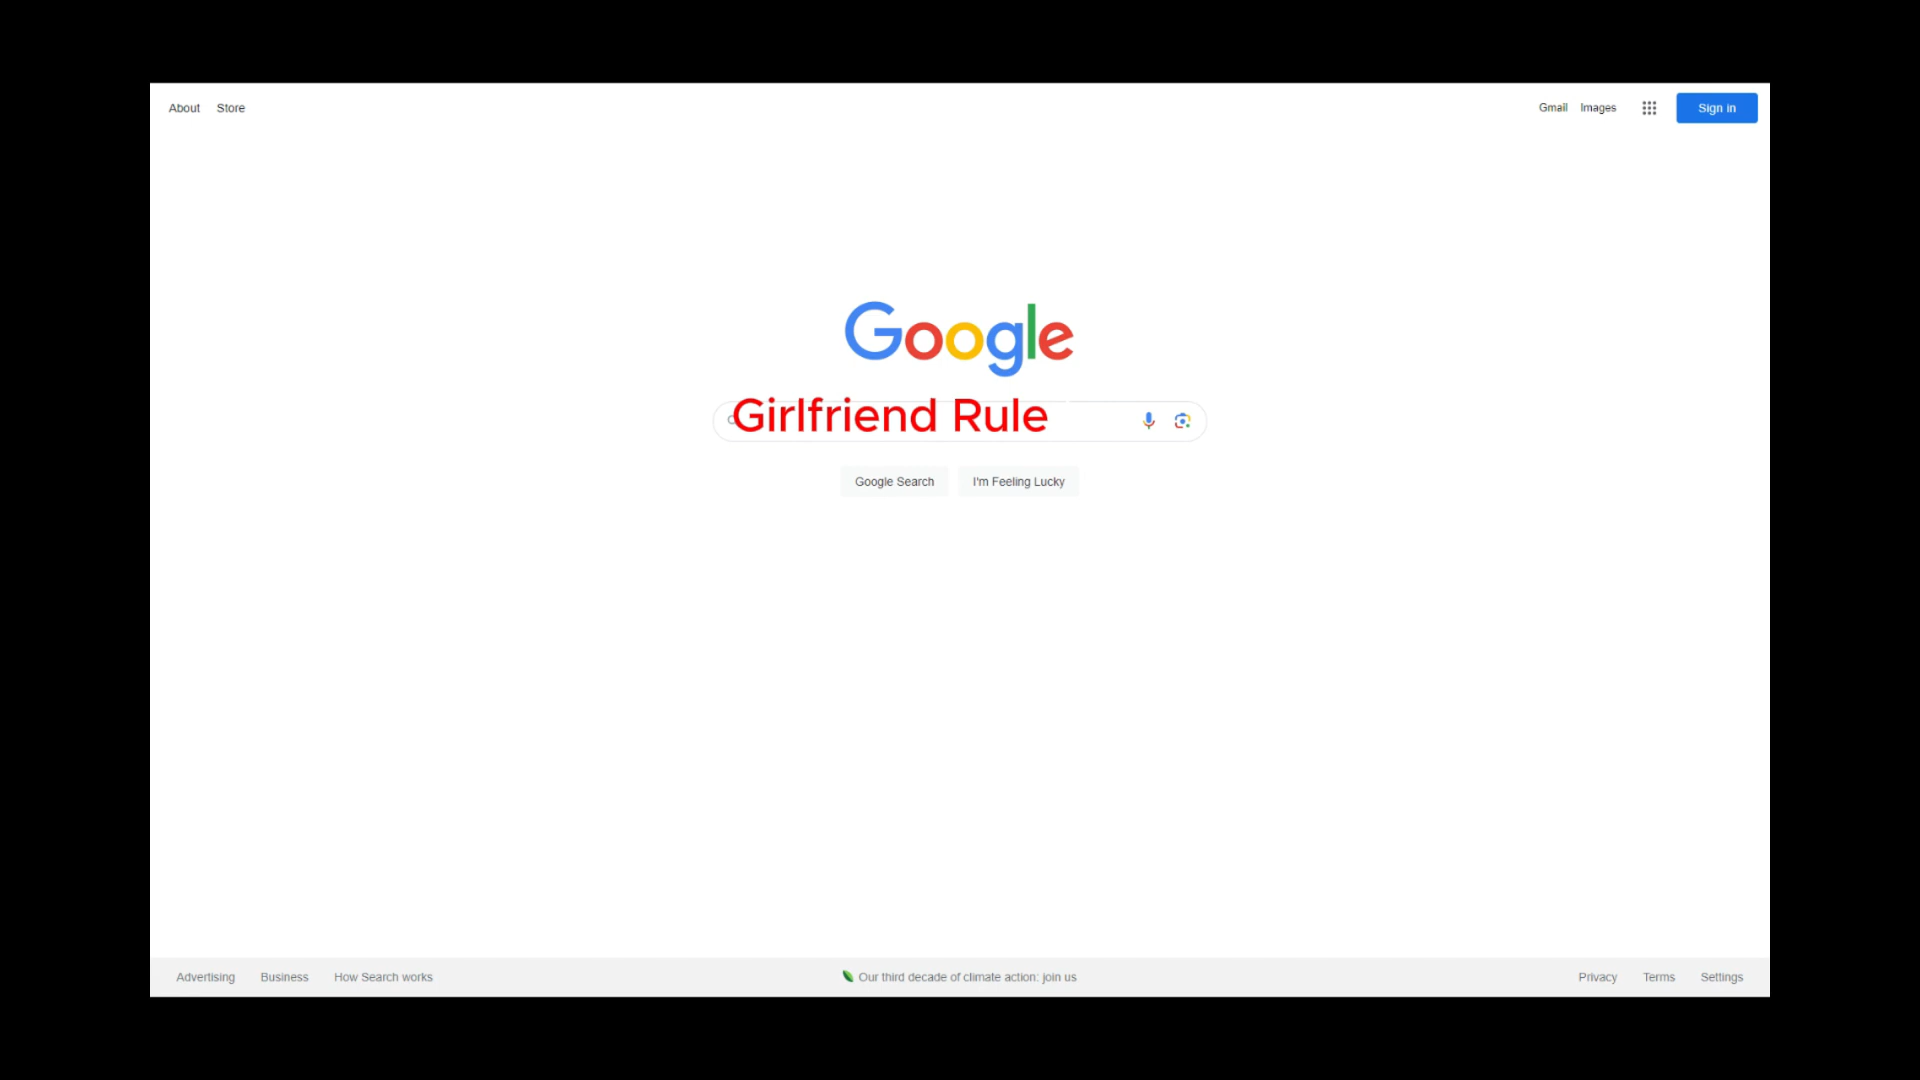 About Store Gmail Images Sign in
Google
Girlfriend Rule
Google Search I'm Feeling Lucky
Advertising Business How Search works Our third decade of climate action: join us Privacy Terms Settings